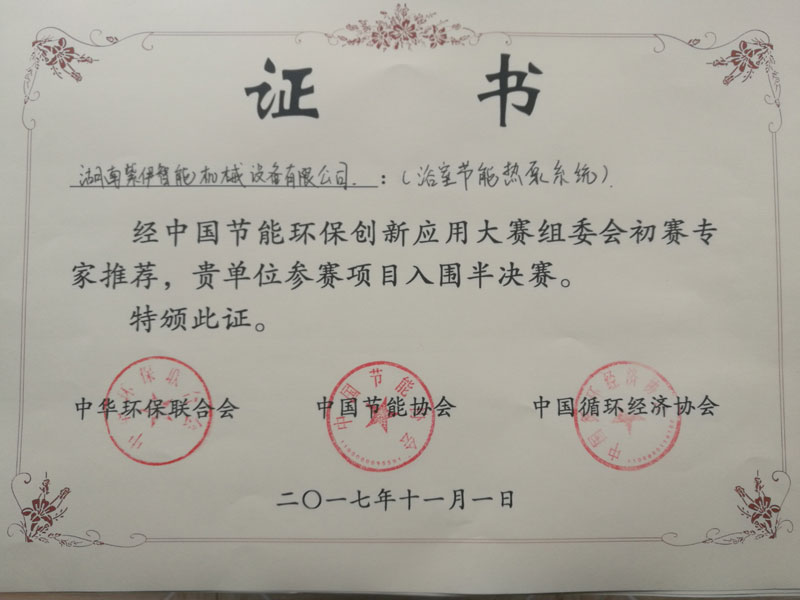 证书
湖南紫伊智能机械设备有限公司:(浴室节能热泵系统)
经中国节能环保创新应用大赛组委会初赛专
家推荐，贵单位参赛项目入围半决赛。
特颁此证。
中华环保联合会 中国节能协会 中国循环经济协会
二〇一七年十一月一日